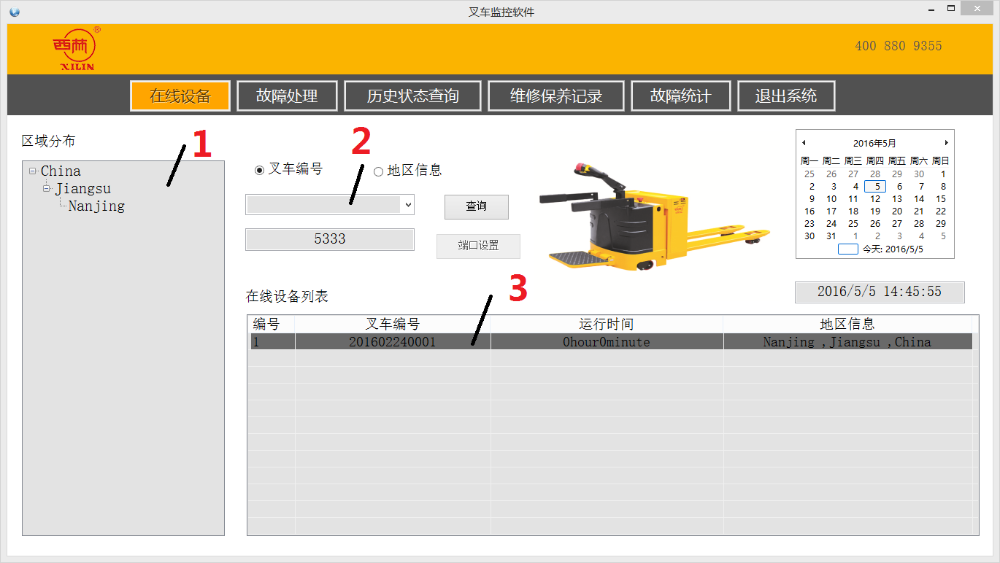 叉车监控软件
西林®
XILIN
400 880 9355
在线设备 故障处理 历史状态查询 维修保养记录 故障统计 退出系统
区域分布
1
China
Jiangsu
Nanjing
2
叉车编号 地区信息
查询
5333 端口设置
2016年5月
周一 周二 周三 周四 周五 周六 周日
25 26 27 28 29 30 1
2 3 4 5 6 7 8
9 10 11 12 13 14 15
16 17 18 19 20 21 22
23 24 25 26 27 28 29
30 31 1 2 3 4 5
今天: 2016/5/5
2016/5/5 14:45:55
在线设备列表
3
编号 叉车编号 运行时间 地区信息
1 201602240001 0hour0minute Nanjing ,Jiangsu ,China